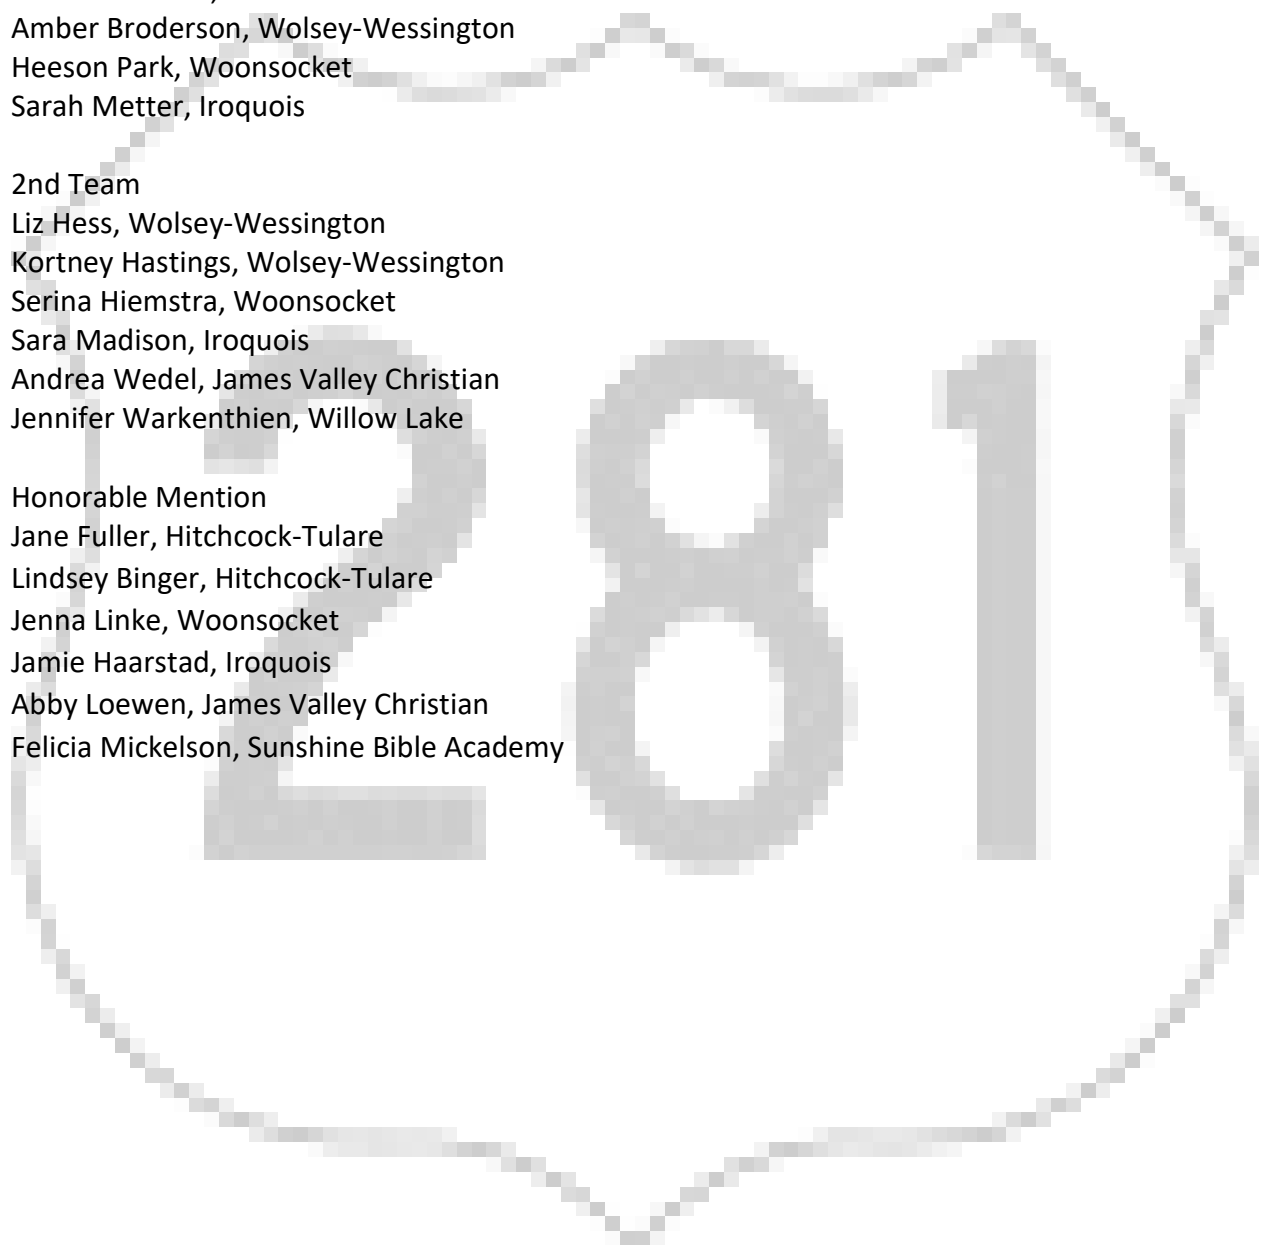 Amber Broderson, Wolsey-Wessington
Heeson Park, Woonsocket
Sarah Metter, Iroquois
2nd Team
Liz Hess, Wolsey-Wessington
Kortney Hastings, Wolsey-Wessington
Serina Hiemstra, Woonsocket
Sara Madison, Iroquois
Andrea Wedel, James Valley Christian
Jennifer Warkenthien, Willow Lake
Honorable Mention
Jane Fuller, Hitchcock-Tulare
Lindsey Binger, Hitchcock-Tulare
Jenna Linke, Woonsocket
Jamie Haarstad, Iroquois
Abby Loewen, James Valley Christian
Felicia Mickelson, Sunshine Bible Academy
281